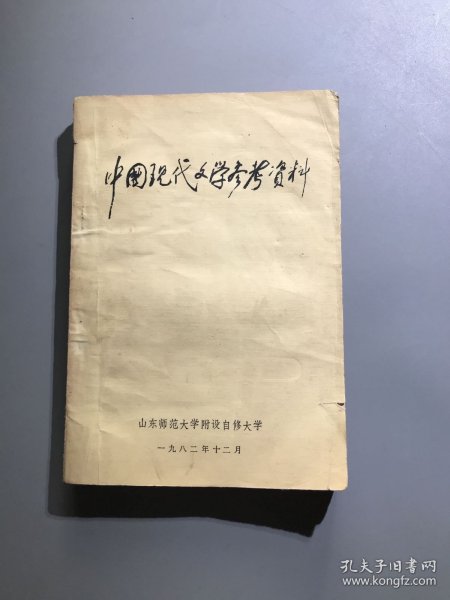 中国现代文学参考资料
山东师范大学附设自修大学
一九八二年十二月
孔夫子旧书网
www.kongfz.com